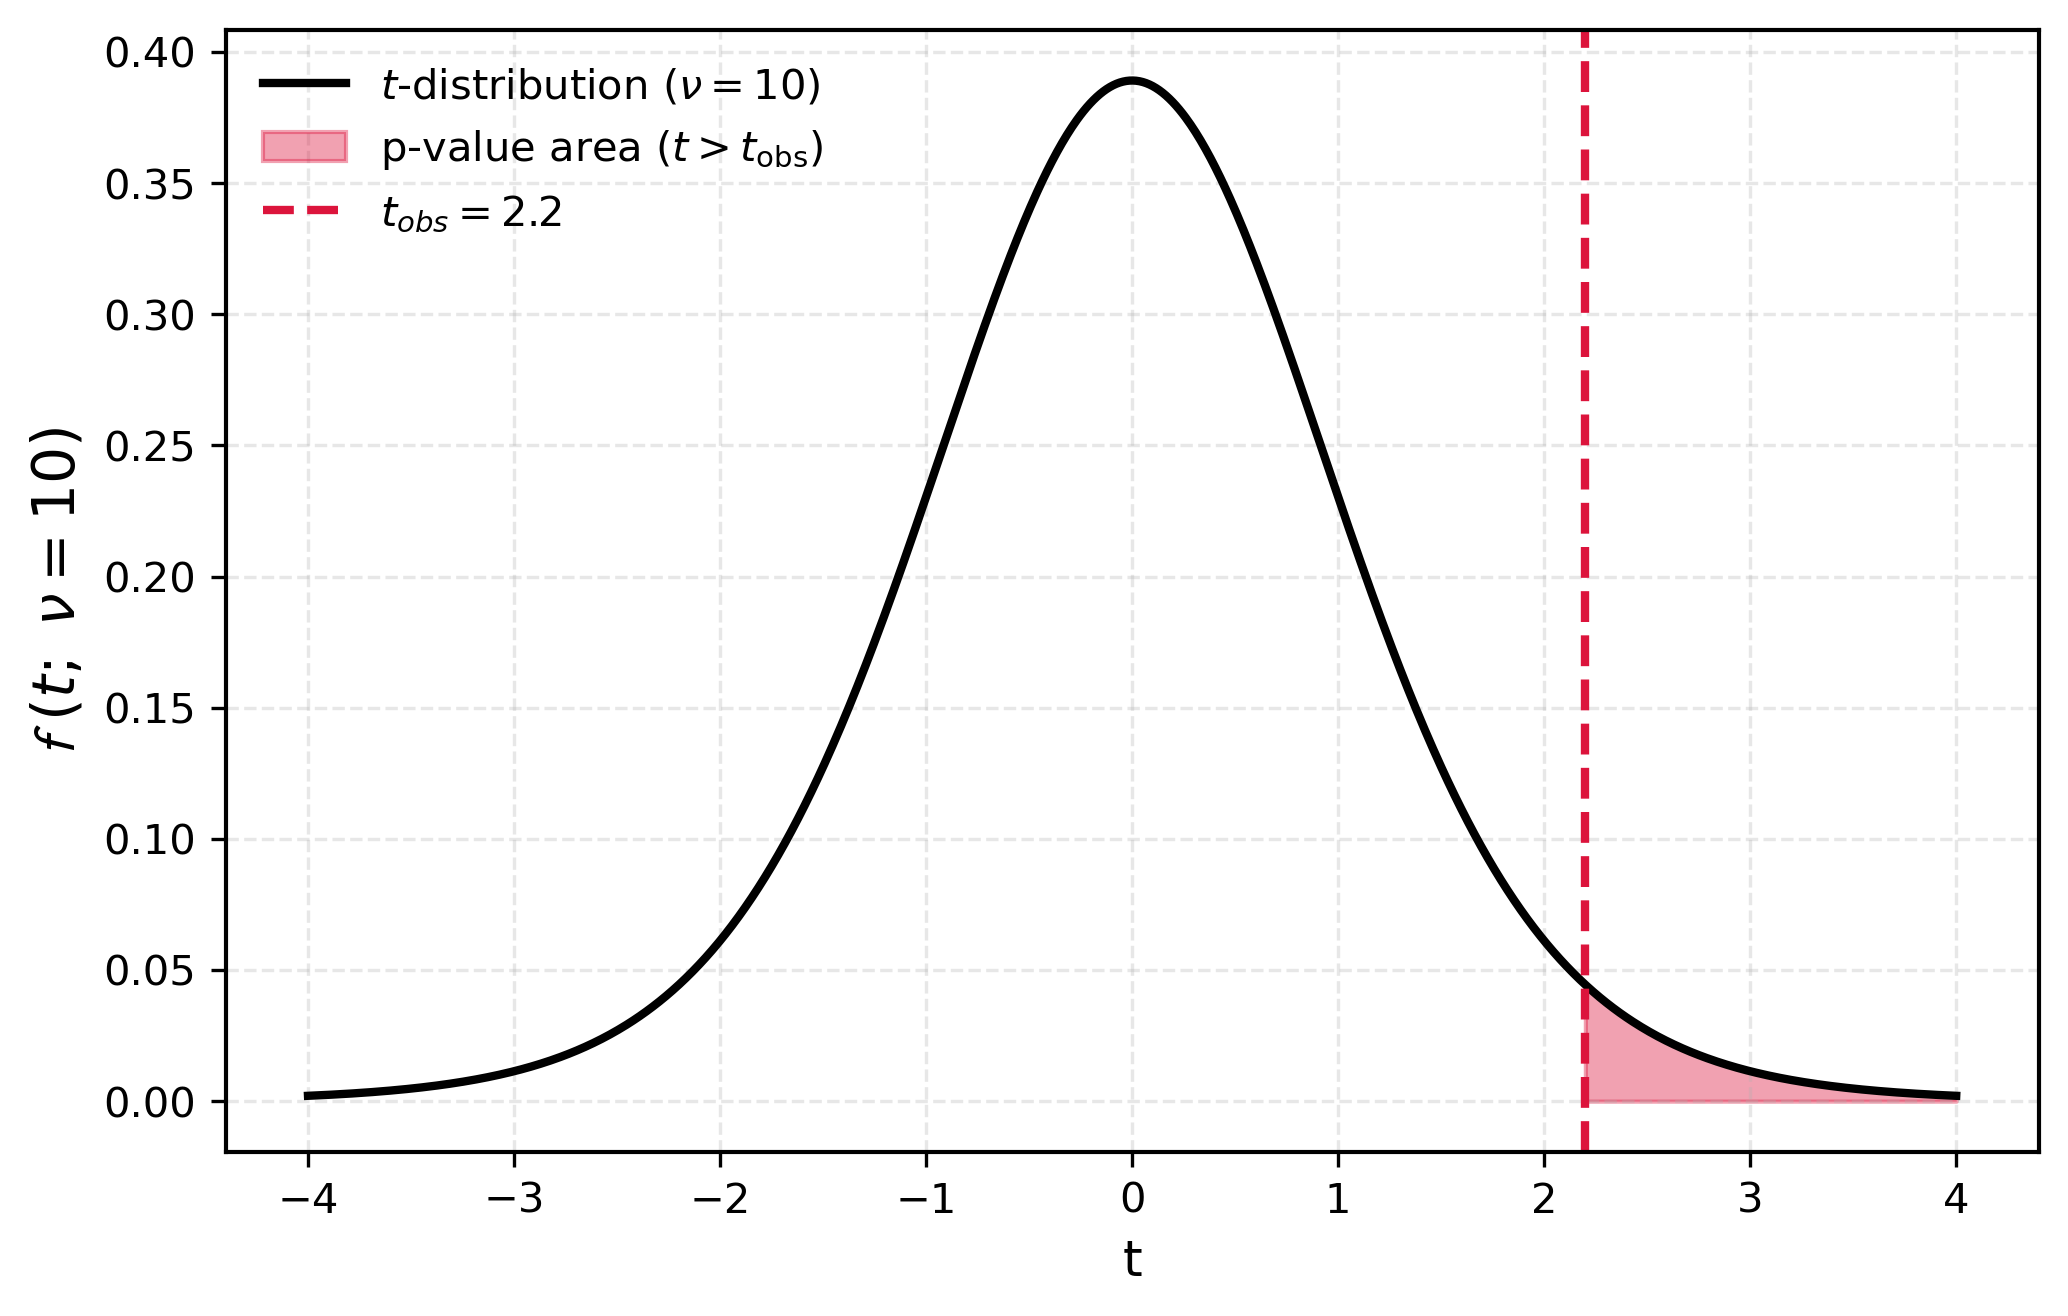 t-distribution (ν = 10)
p-value area (t > t_obs)
t_obs = 2.2
0.40
0.35
0.30
0.25
0.20
0.15
0.10
0.05
0.00
f(t; ν = 10)
−4 −3 −2 −1 0 1 2 3 4
t